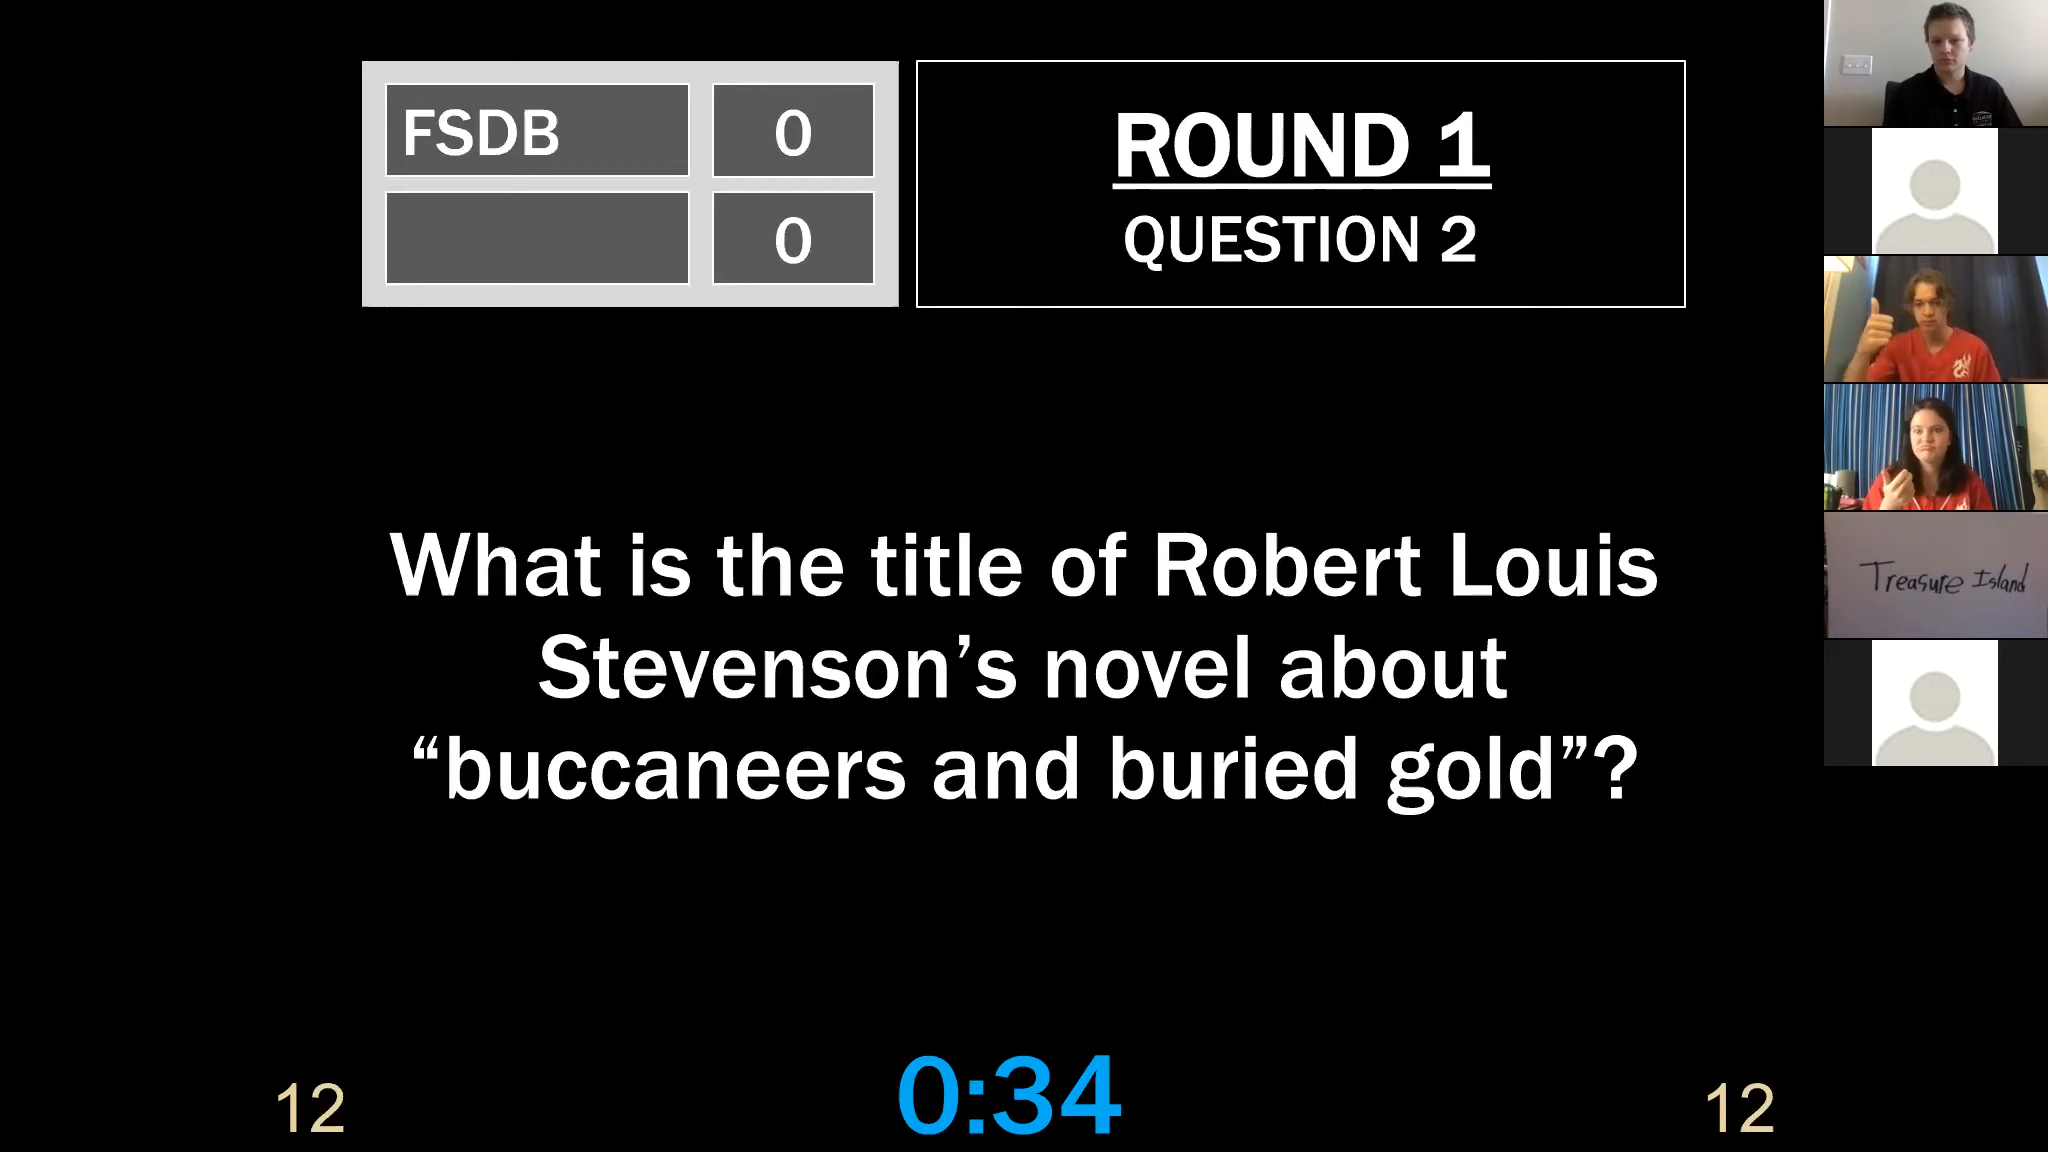 FSDB 0
0
ROUND 1
QUESTION 2
What is the title of Robert Louis
Stevenson’s novel about
“buccaneers and buried gold”?
Treasure Island
12
0:34
12